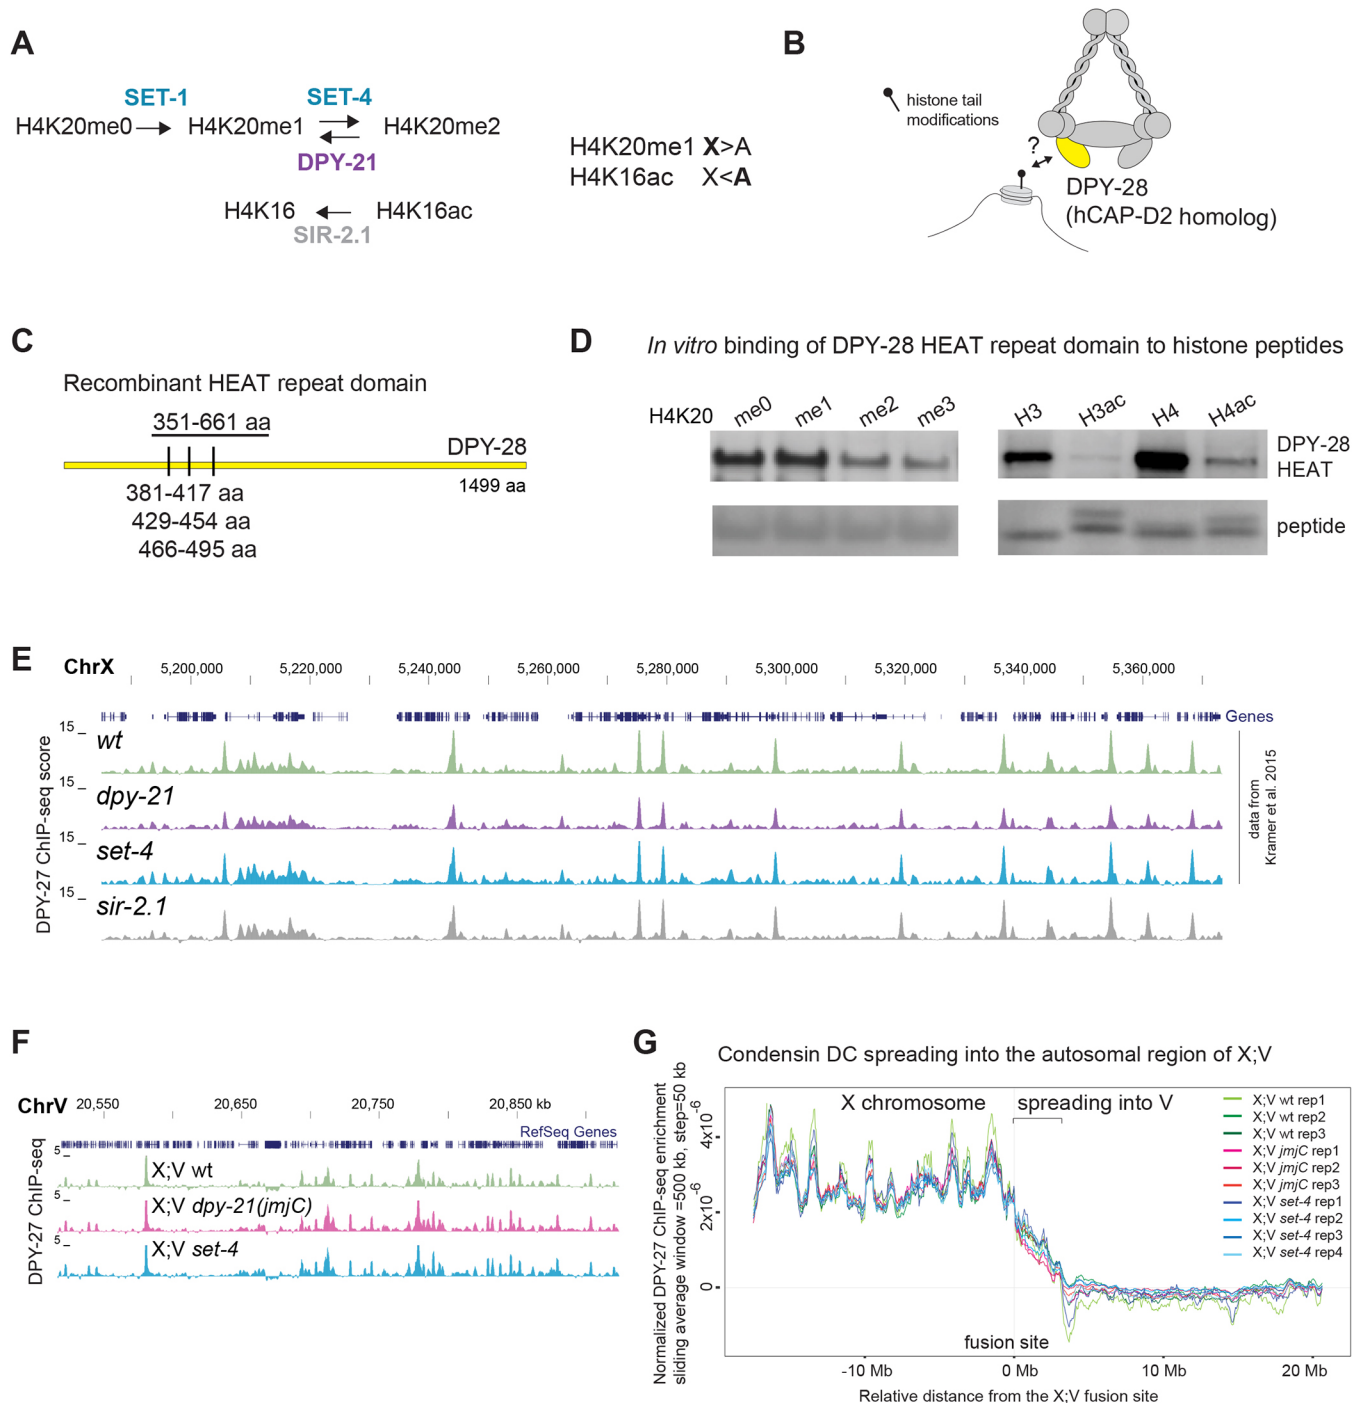 A
SET-1
SET-4
H4K20me0
H4K20me1
H4K20me2
DPY-21
H4K16
H4K16ac
SIR-2.1
H4K20me1 X>A
H4K16ac X<A
B
histone tail
modifications
?
DPY-28
(hCAP-D2 homolog)
C
Recombinant HEAT repeat domain
351-661 aa
DPY-28
1499 aa
381-417 aa
429-454 aa
466-495 aa
D
In vitro binding of DPY-28 HEAT repeat domain to histone peptides
H4K20 me0 me1 me2 me3
H3 H3ac H4 H4ac
DPY-28
HEAT
peptide
E
ChrX
5,200,000 5,220,000 5,240,000 5,260,000 5,280,000 5,300,000 5,320,000 5,340,000 5,360,000
Genes
DPY-27 ChIP-seq score
15
wt
15
dpy-21
15
set-4
15
sir-2.1
data from
Kramer et al. 2015
F
ChrV
20,550 20,650 20,750 20,850 kb
RefSeq Genes
DPY-27 ChIP-seq
5
X;V wt
5
X;V dpy-21(jmjC)
5
X;V set-4
G
Condensin DC spreading into the autosomal region of X;V
Normalized DPY-27 ChIP-seq enrichment
sliding average window =500 kb, step=50 kb
4x10-6
2x10-6
0
X chromosome
spreading into V
X;V wt rep1
X;V wt rep2
X;V wt rep3
X;V jmjC rep1
X;V jmjC rep2
X;V jmjC rep3
X;V set-4 rep1
X;V set-4 rep2
X;V set-4 rep3
X;V set-4 rep4
fusion site
-10 Mb 0 Mb 10 Mb 20 Mb
Relative distance from the X;V fusion site